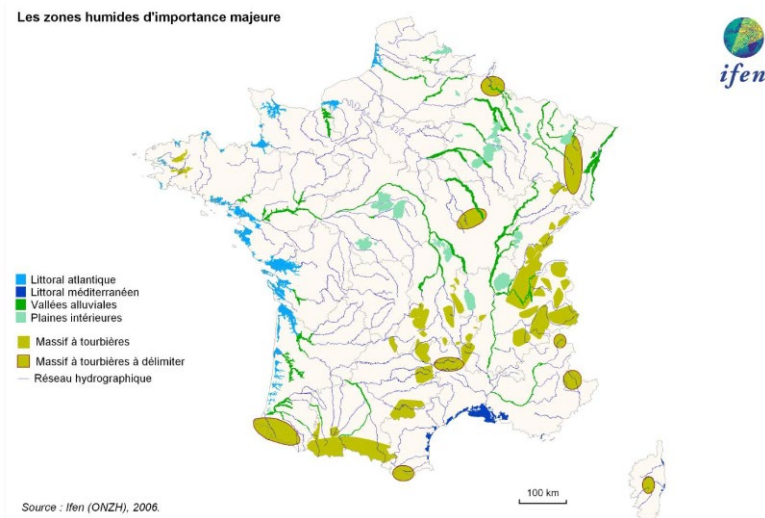 Les zones humides d'importance majeure
ifen
Littoral atlantique
Littoral méditerranéen
Vallées alluviales
Plaines intérieures
Massif à tourbières
Massif à tourbières à délimiter
Réseau hydrographique
100 km
Source : Ifen (ONZH), 2006.